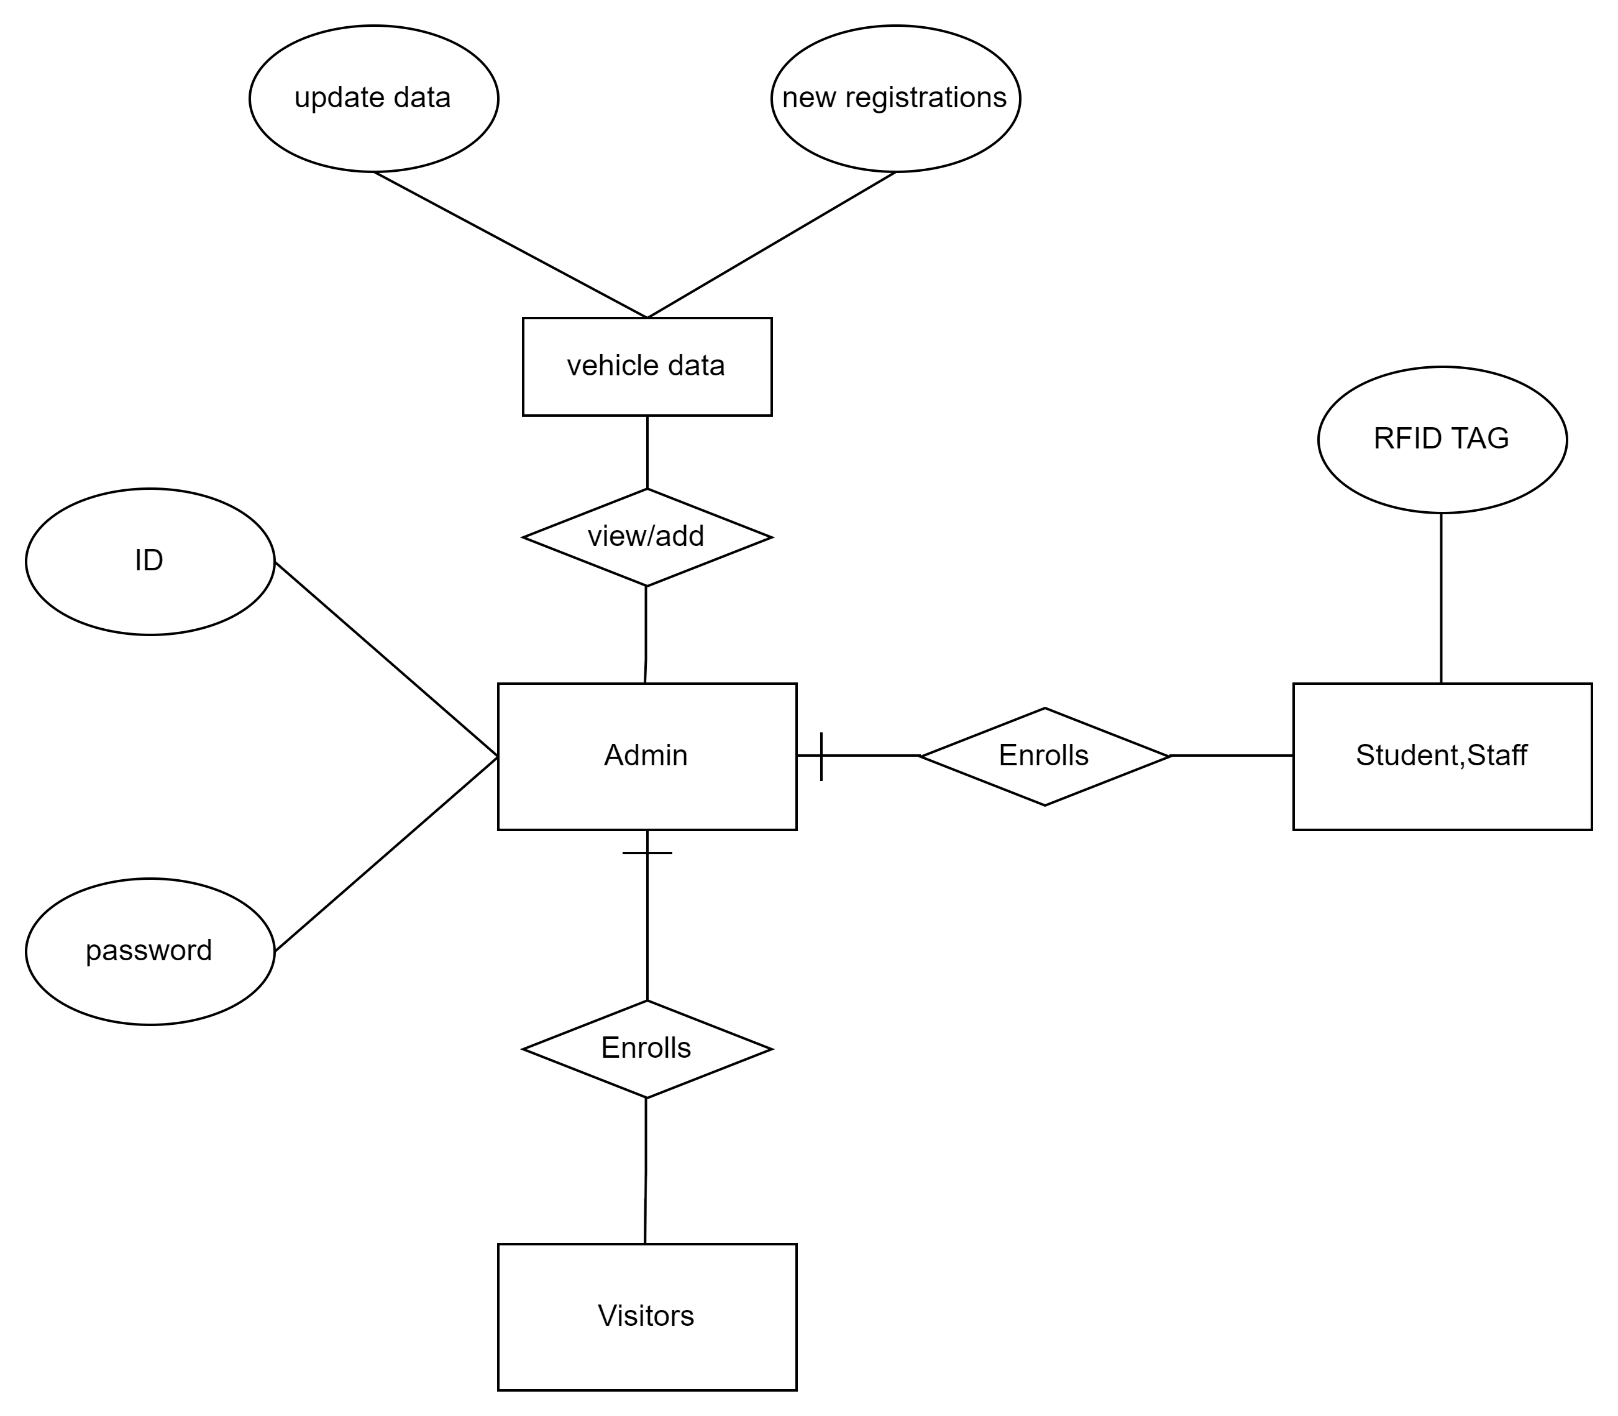 update data
new registrations
vehicle data
RFID TAG
view/add
ID
Admin
Enrolls
Student,Staff
password
Enrolls
Visitors